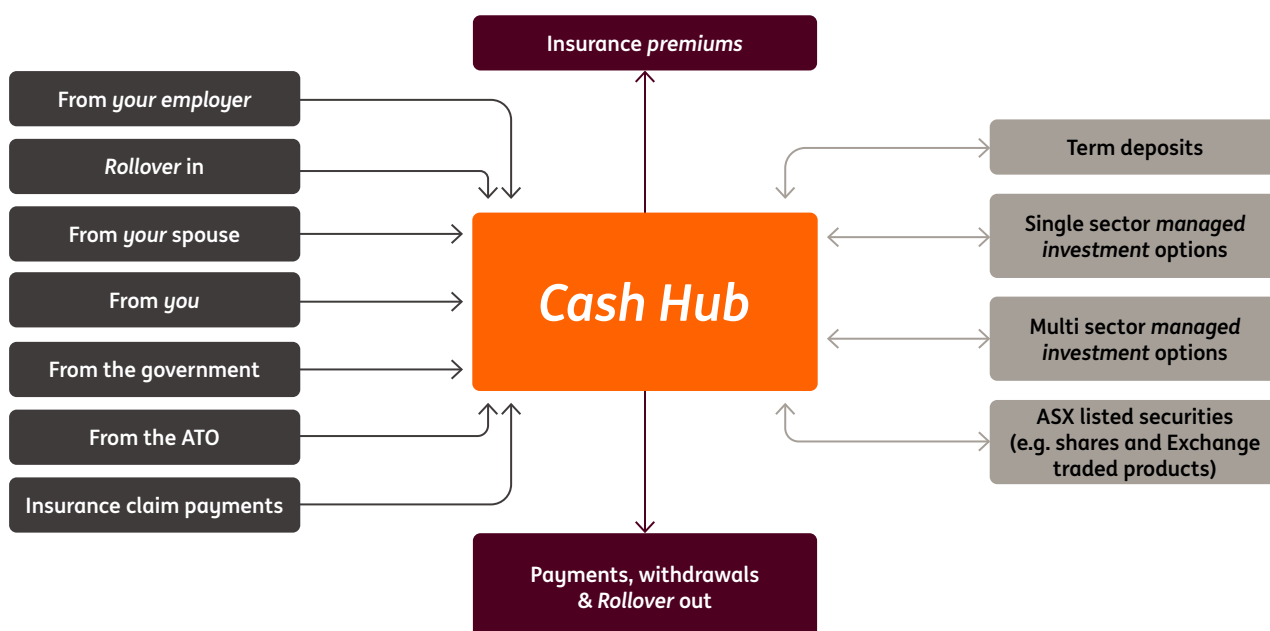 Insurance premiums
From your employer
Rollover in
From your spouse
From you
From the government
From the ATO
Insurance claim payments
Cash Hub
Term deposits
Single sector managed
investment options
Multi sector managed
investment options
ASX listed securities
(e.g. shares and Exchange
traded products)
Payments, withdrawals
& Rollover out